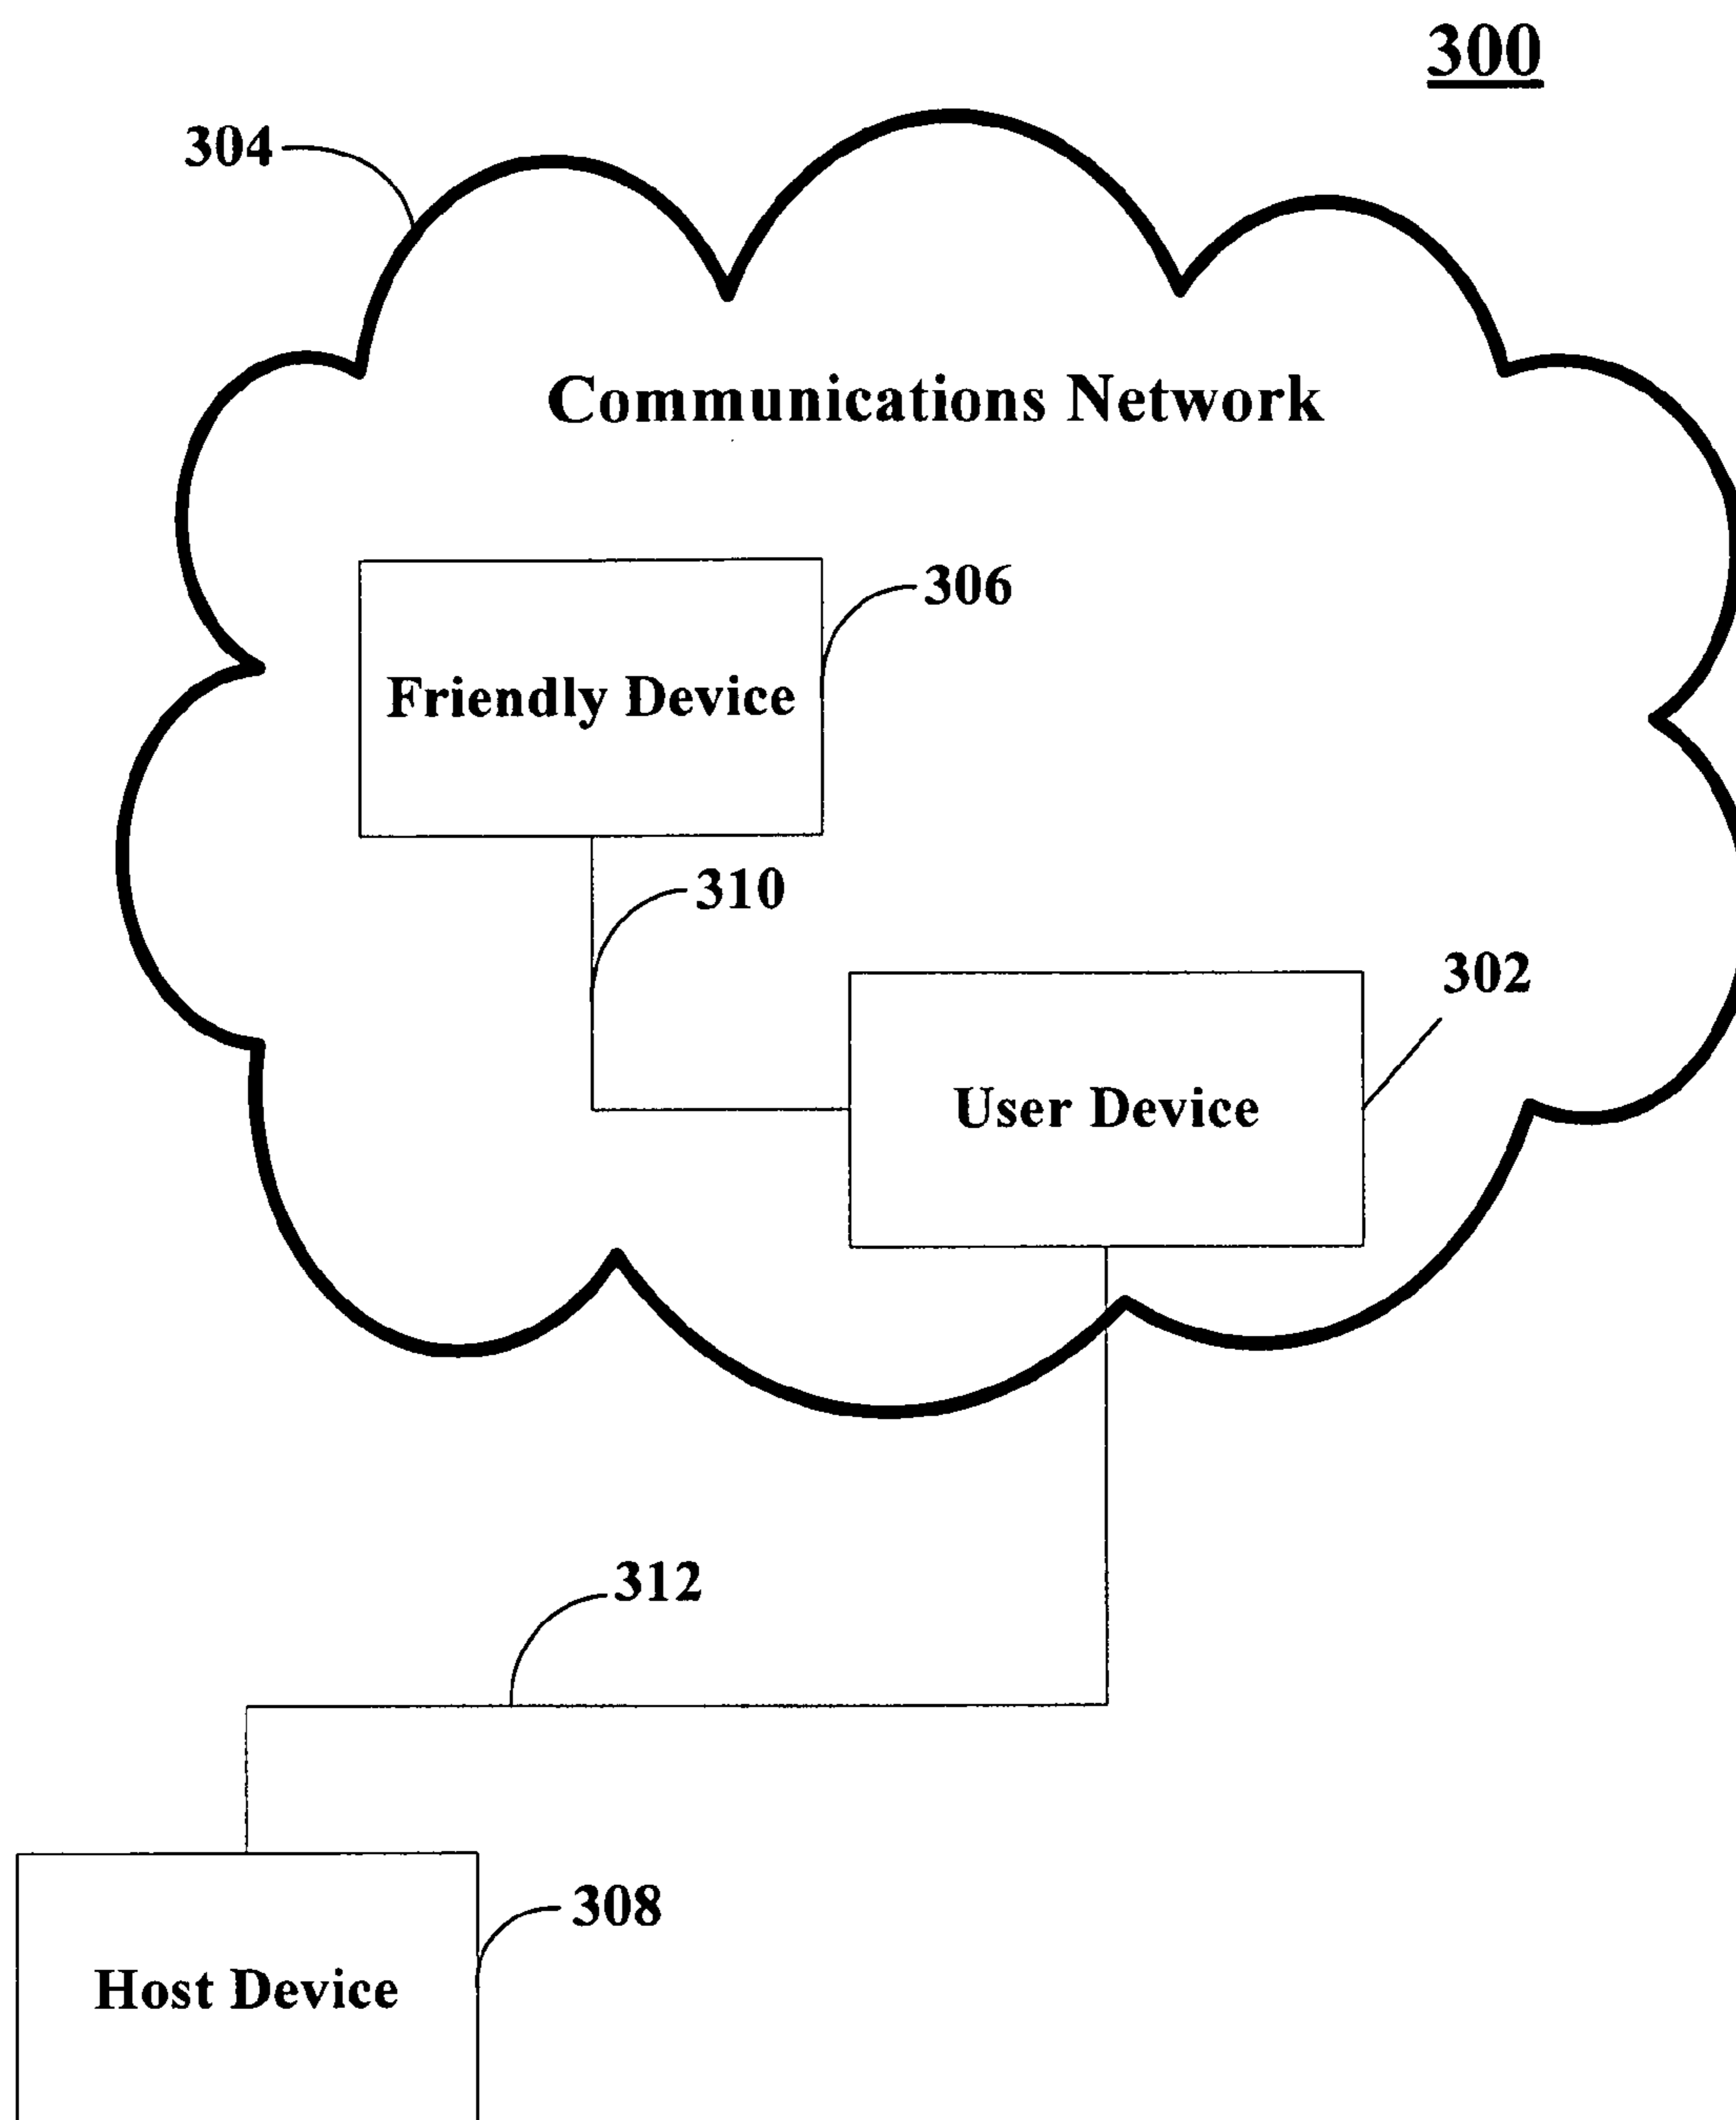 300
304
Communications Network
306
Friendly Device
310
302
User Device
312
308
Host Device